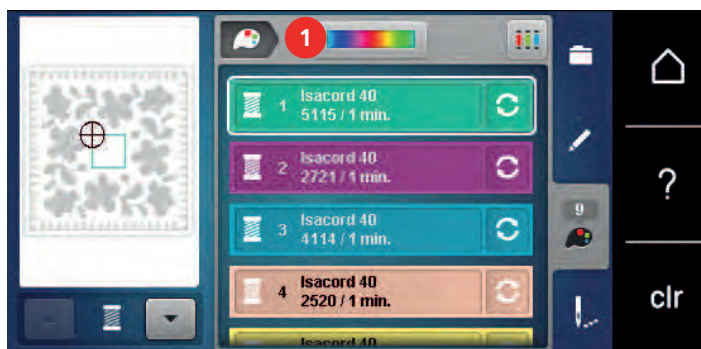 1
1 Isacord 40
5115 / 1 min.
2 Isacord 40
2721 / 1 min.
3 Isacord 40
4114 / 1 min.
4 Isacord 40
2520 / 1 min.
Isacord 40
9
?
clr